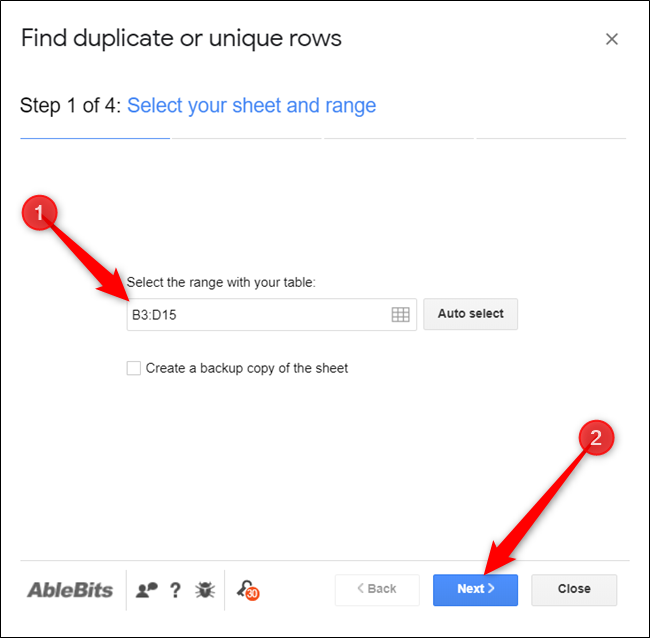 Find duplicate or unique rows
Step 1 of 4: Select your sheet and range
1
Select the range with your table:
B3:D15
Auto select
Create a backup copy of the sheet
2
AbleBits ? 30 Back Next Close